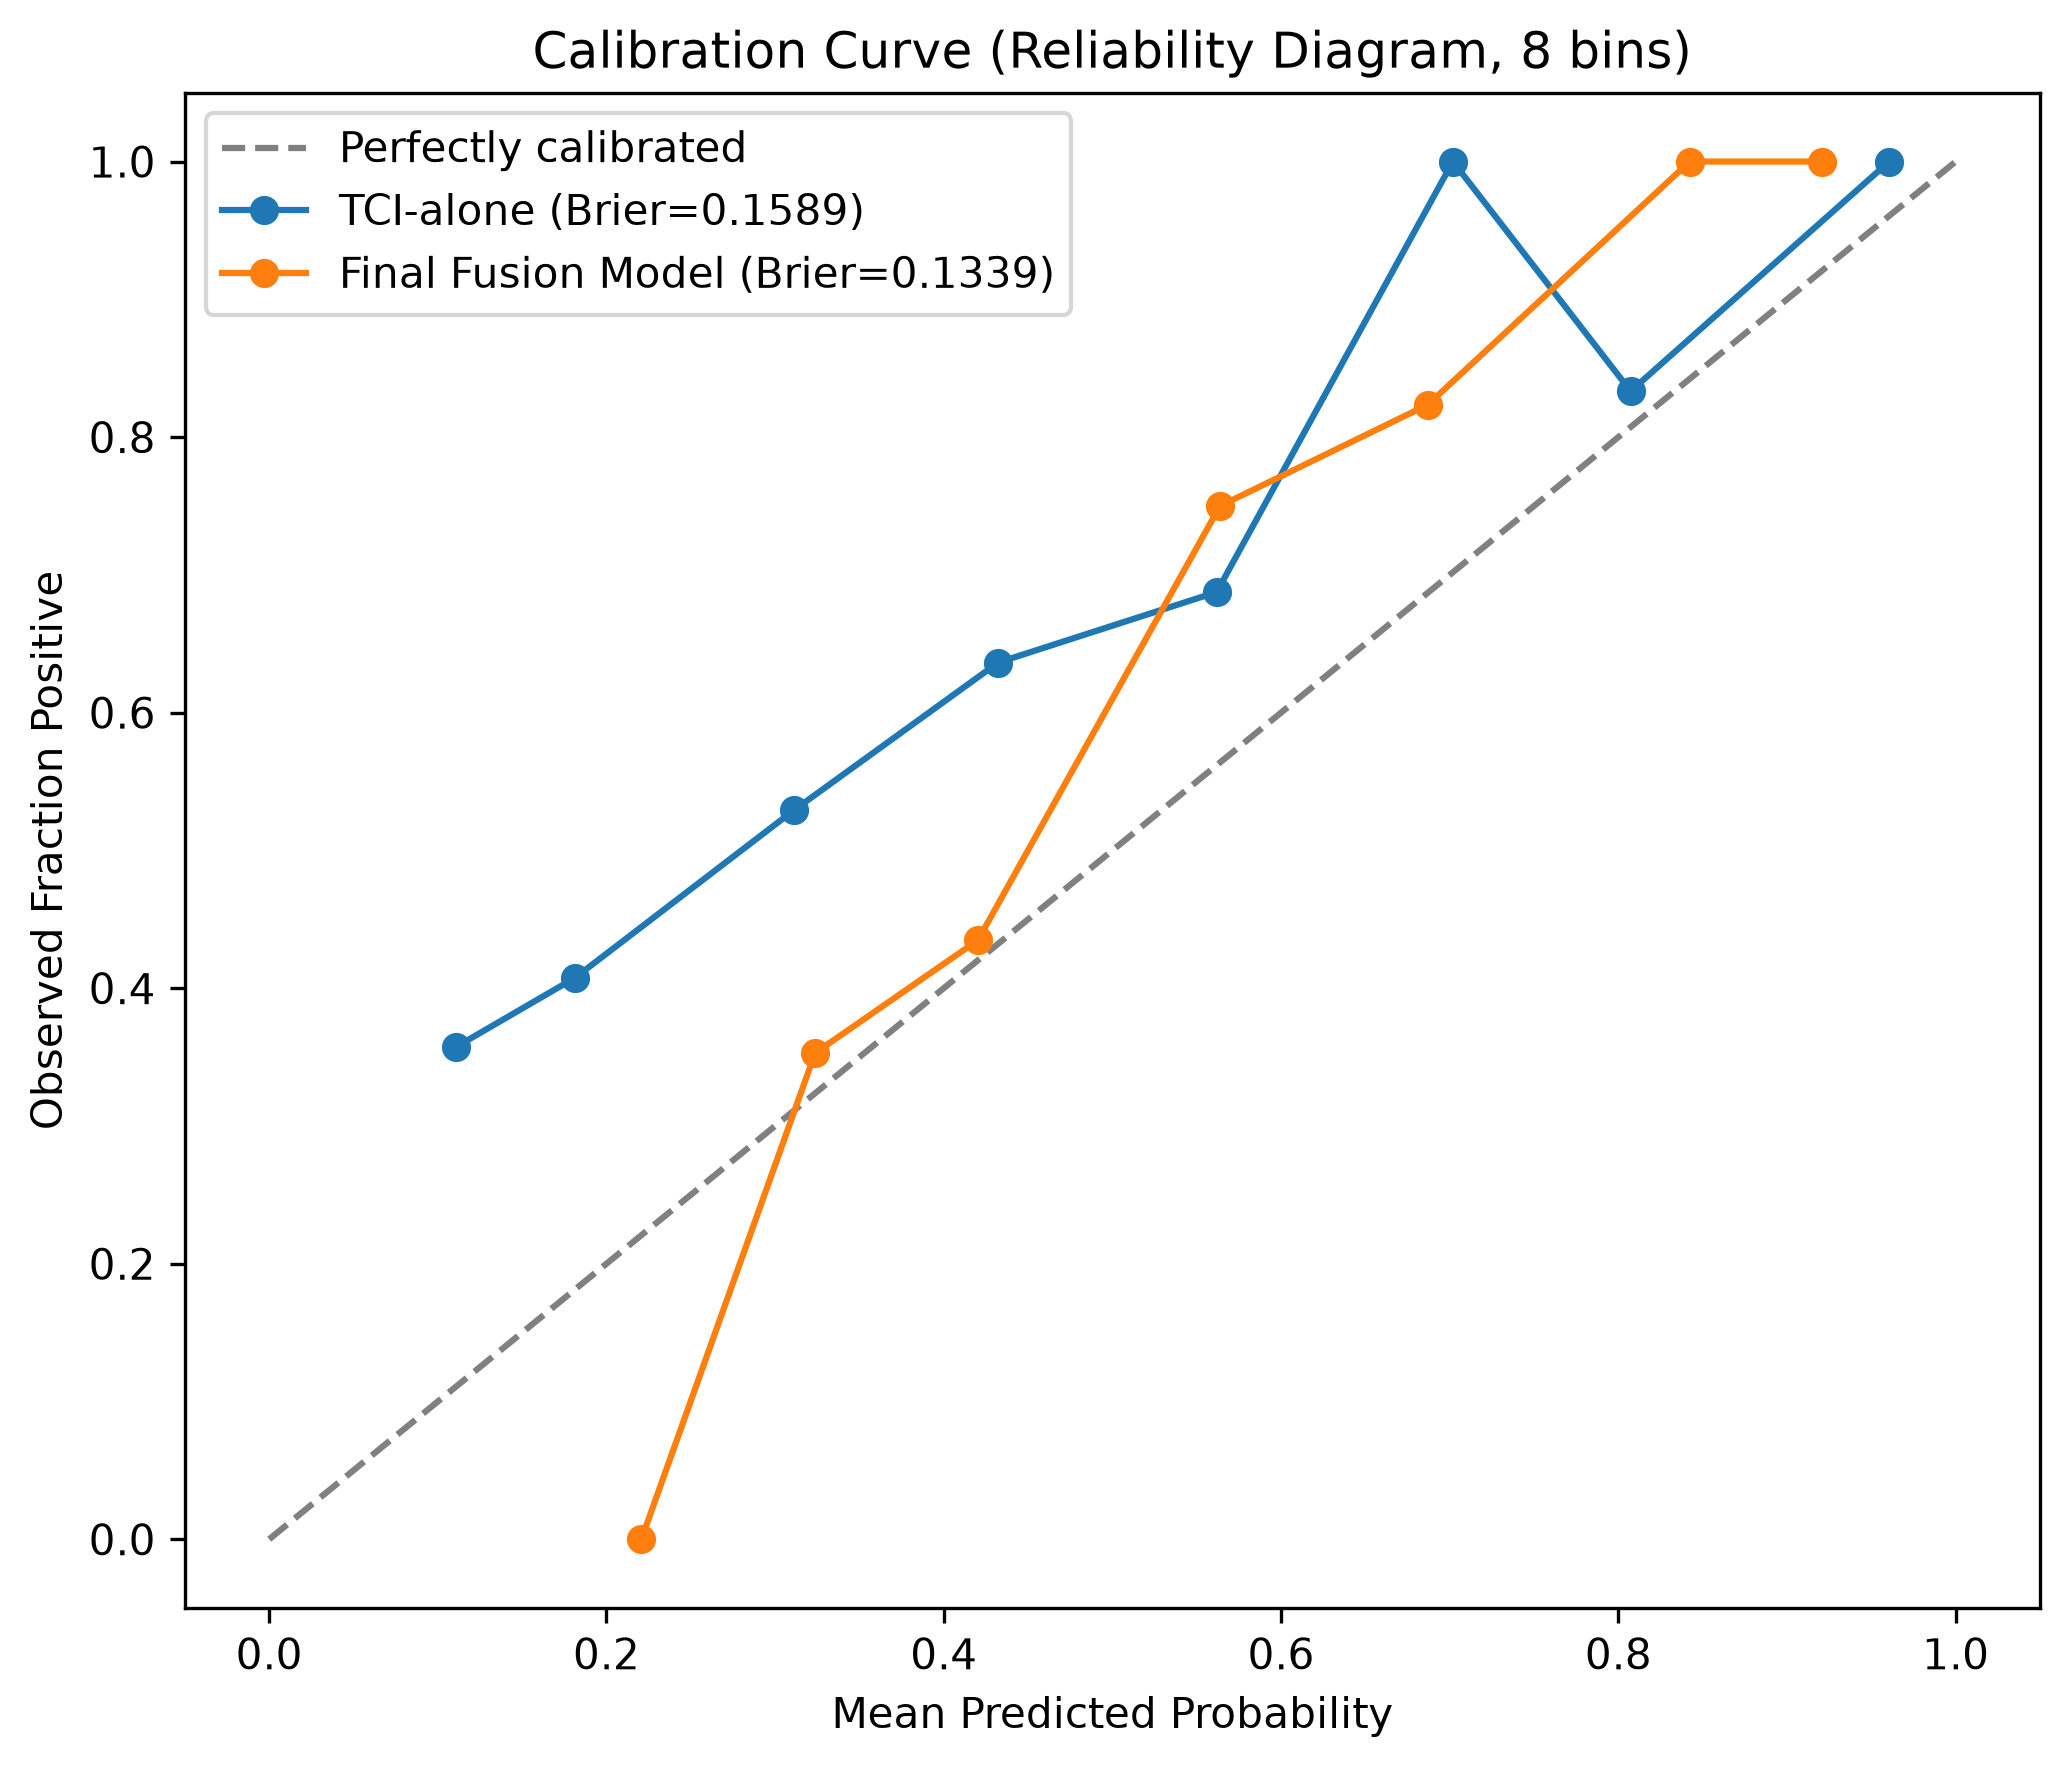 Calibration Curve (Reliability Diagram, 8 bins)
Perfectly calibrated
TCI-alone (Brier=0.1589)
Final Fusion Model (Brier=0.1339)
Observed Fraction Positive
1.0
0.8
0.6
0.4
0.2
0.0
0.0 0.2 0.4 0.6 0.8 1.0
Mean Predicted Probability